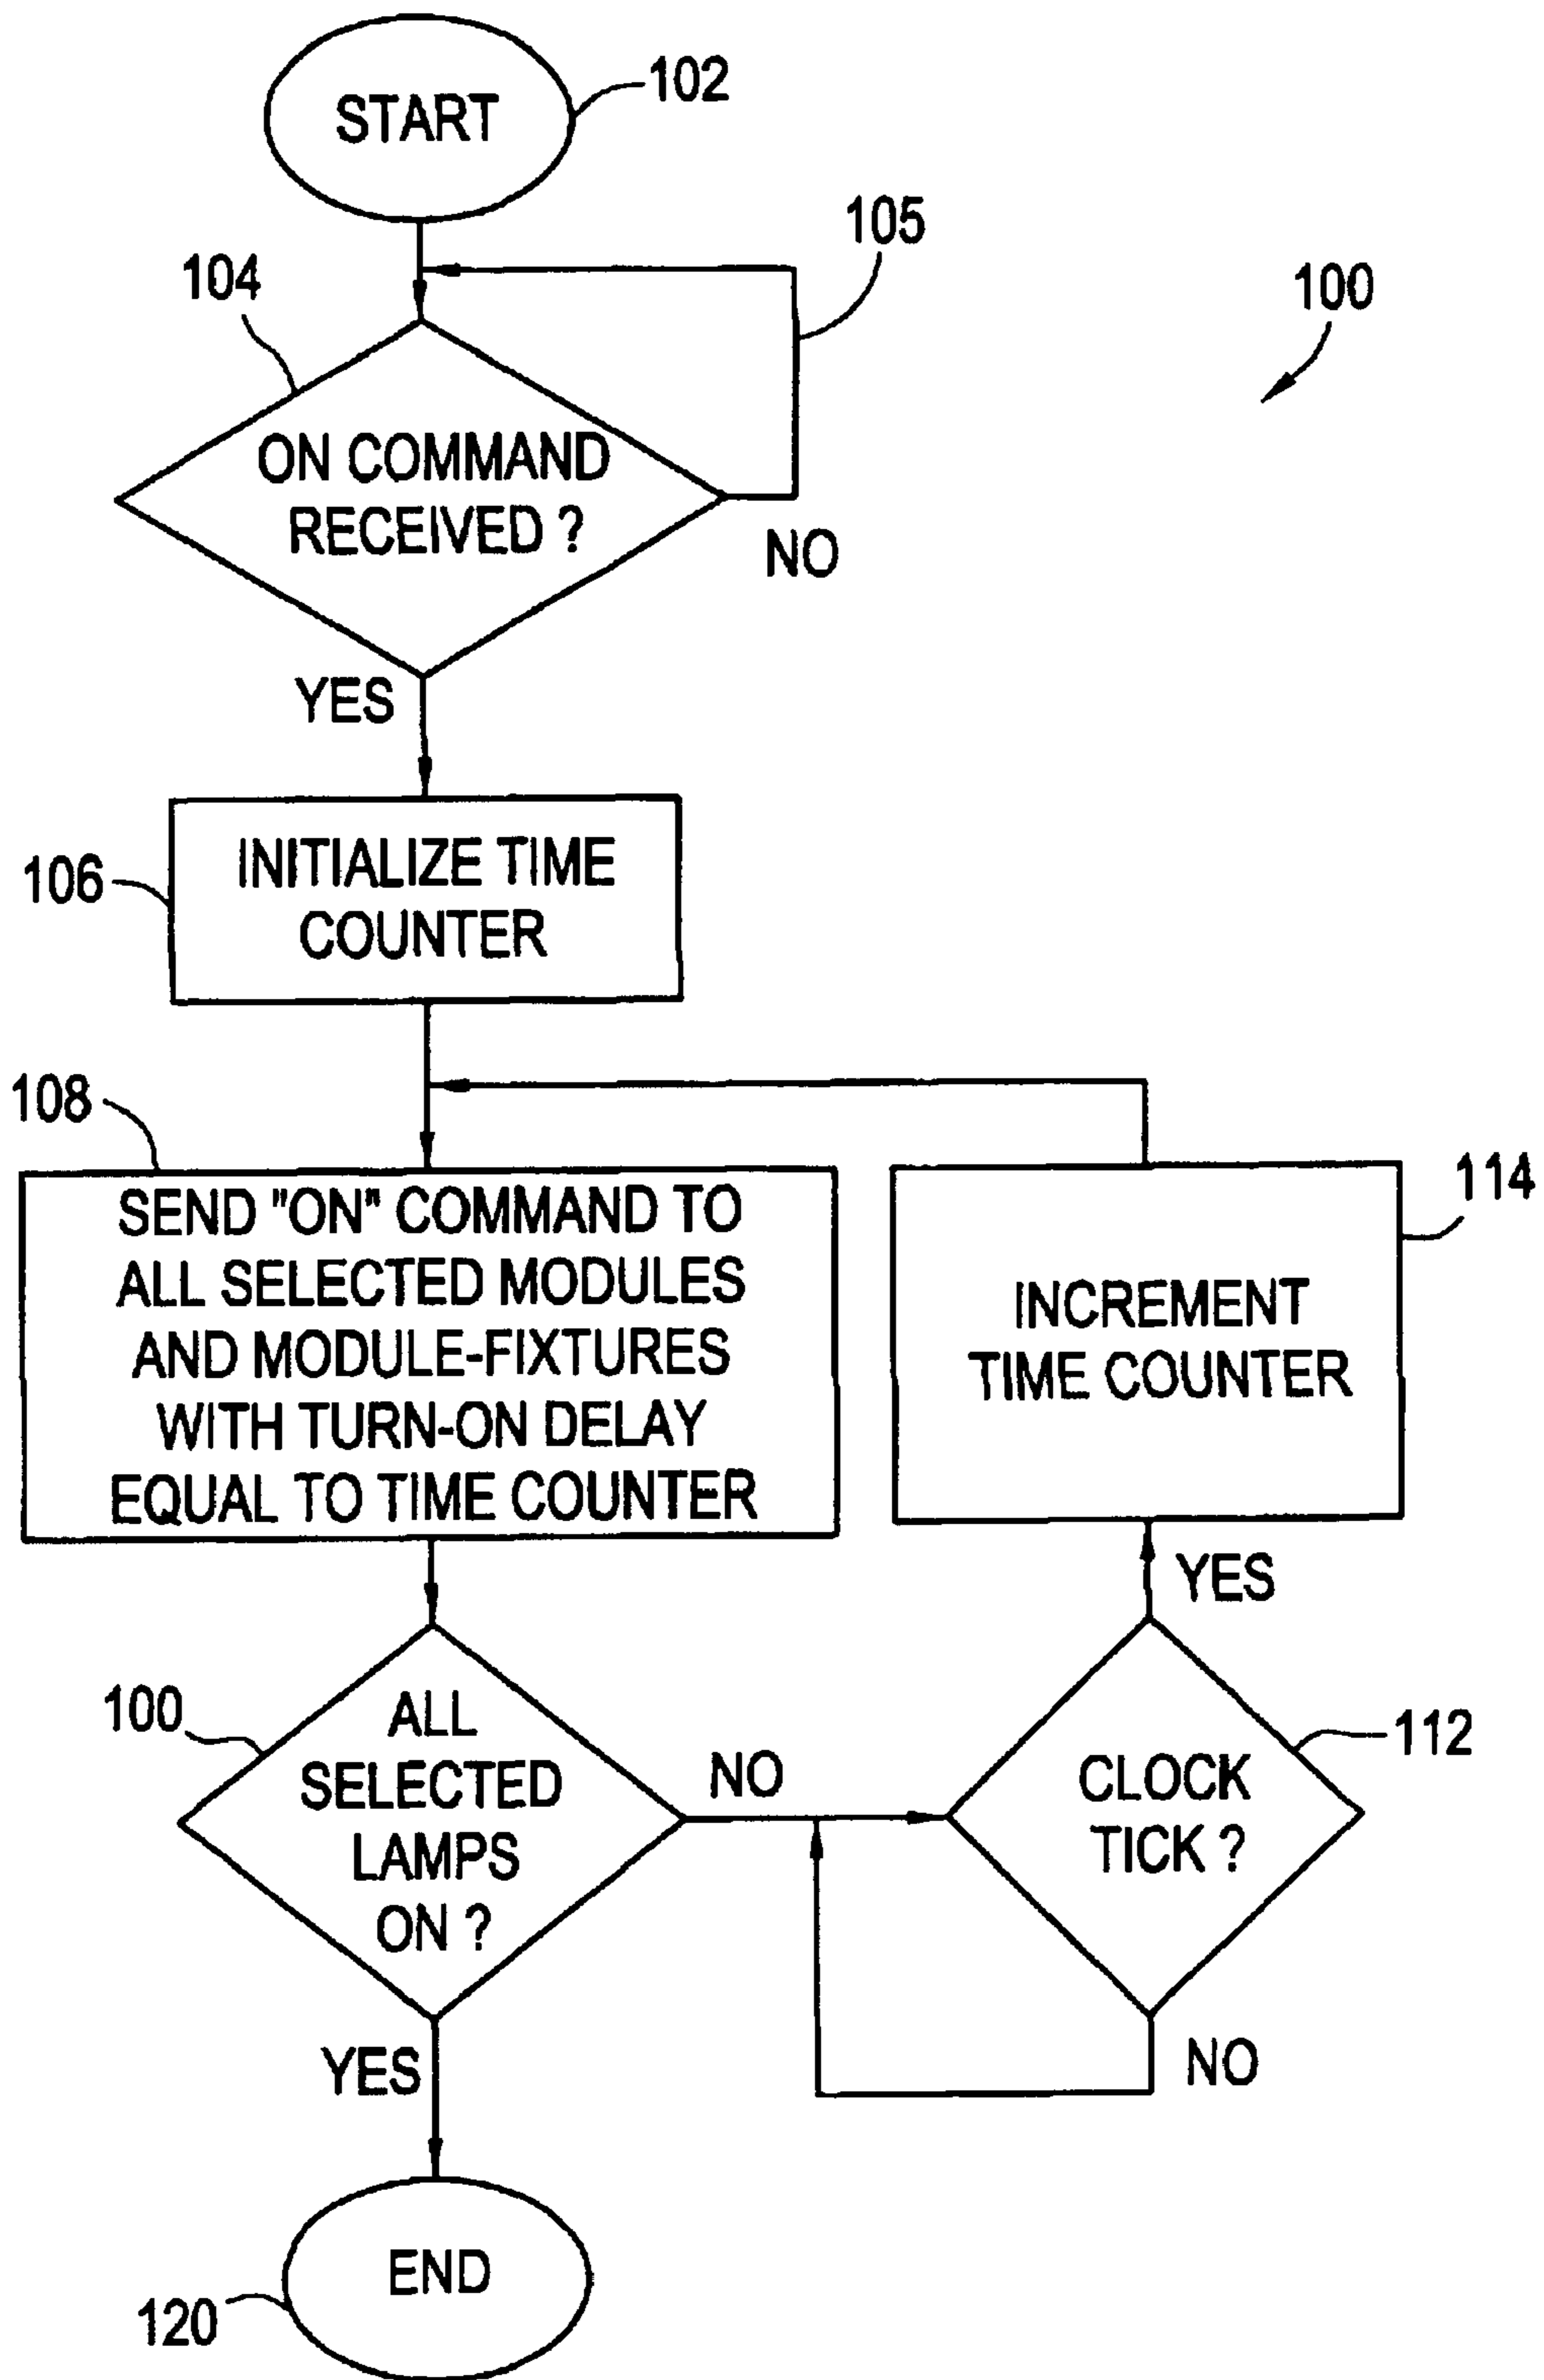 START
102
105
104
100
ON COMMAND
RECEIVED ?
NO
YES
106
INITIALIZE TIME
COUNTER
108
SEND "ON" COMMAND TO
ALL SELECTED MODULES
AND MODULE-FIXTURES
WITH TURN-ON DELAY
EQUAL TO TIME COUNTER
114
INCREMENT
TIME COUNTER
YES
100
ALL
SELECTED
LAMPS
ON ?
NO
CLOCK
TICK ?
112
YES
NO
END
120